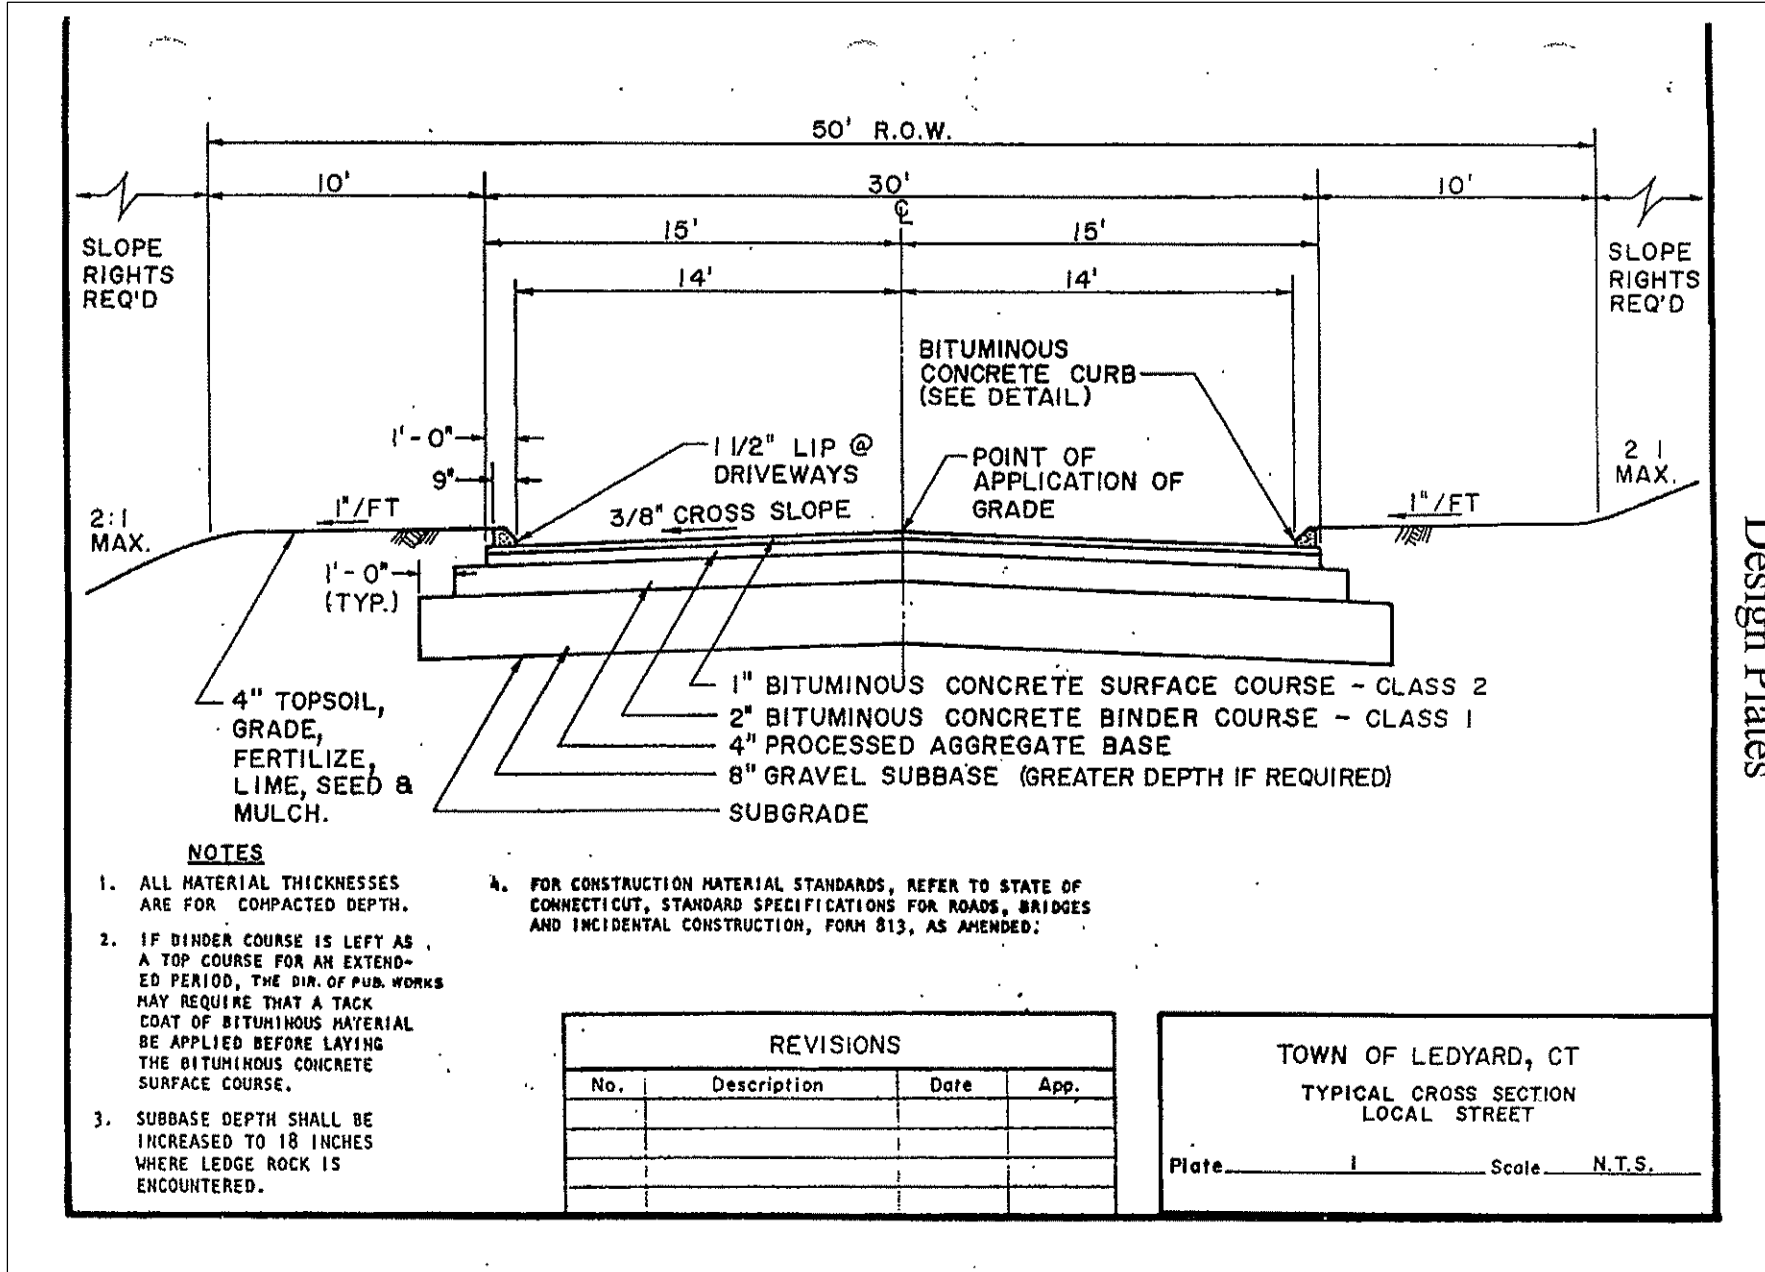 50' R.O.W.
10'
30'
10'
℄
15'
15'
14'
14'
SLOPE
RIGHTS
REQ'D
SLOPE
RIGHTS
REQ'D
BITUMINOUS
CONCRETE CURB
(SEE DETAIL)
1'-0"
1 1/2" LIP @
DRIVEWAYS
9"
POINT OF
APPLICATION OF
GRADE
2 1
MAX.
1"/FT
3/8" CROSS SLOPE
1"/FT
2:1
MAX.
1'-0"
(TYP.)
4" TOPSOIL,
GRADE,
FERTILIZE,
LIME, SEED &
MULCH.
1" BITUMINOUS CONCRETE SURFACE COURSE - CLASS 2
2" BITUMINOUS CONCRETE BINDER COURSE - CLASS 1
4" PROCESSED AGGREGATE BASE
8" GRAVEL SUBBASE (GREATER DEPTH IF REQUIRED)
SUBGRADE
Design Plates
NOTES
1. ALL MATERIAL THICKNESSES
ARE FOR COMPACTED DEPTH.
2. IF BINDER COURSE IS LEFT AS
A TOP COURSE FOR AN EXTEND-
ED PERIOD, THE DIR. OF PUB. WORKS
MAY REQUIRE THAT A TACK
COAT OF BITUMINOUS MATERIAL
BE APPLIED BEFORE LAYING
THE BITUMINOUS CONCRETE
SURFACE COURSE.
3. SUBBASE DEPTH SHALL BE
INCREASED TO 18 INCHES
WHERE LEDGE ROCK IS
ENCOUNTERED.
4. FOR CONSTRUCTION MATERIAL STANDARDS, REFER TO STATE OF
CONNECTICUT, STANDARD SPECIFICATIONS FOR ROADS, BRIDGES
AND INCIDENTAL CONSTRUCTION, FORM 813, AS AMENDED.
REVISIONS
No. Description Date App.
TOWN OF LEDYARD, CT
TYPICAL CROSS SECTION
LOCAL STREET
Plate 1 Scale N.T.S.